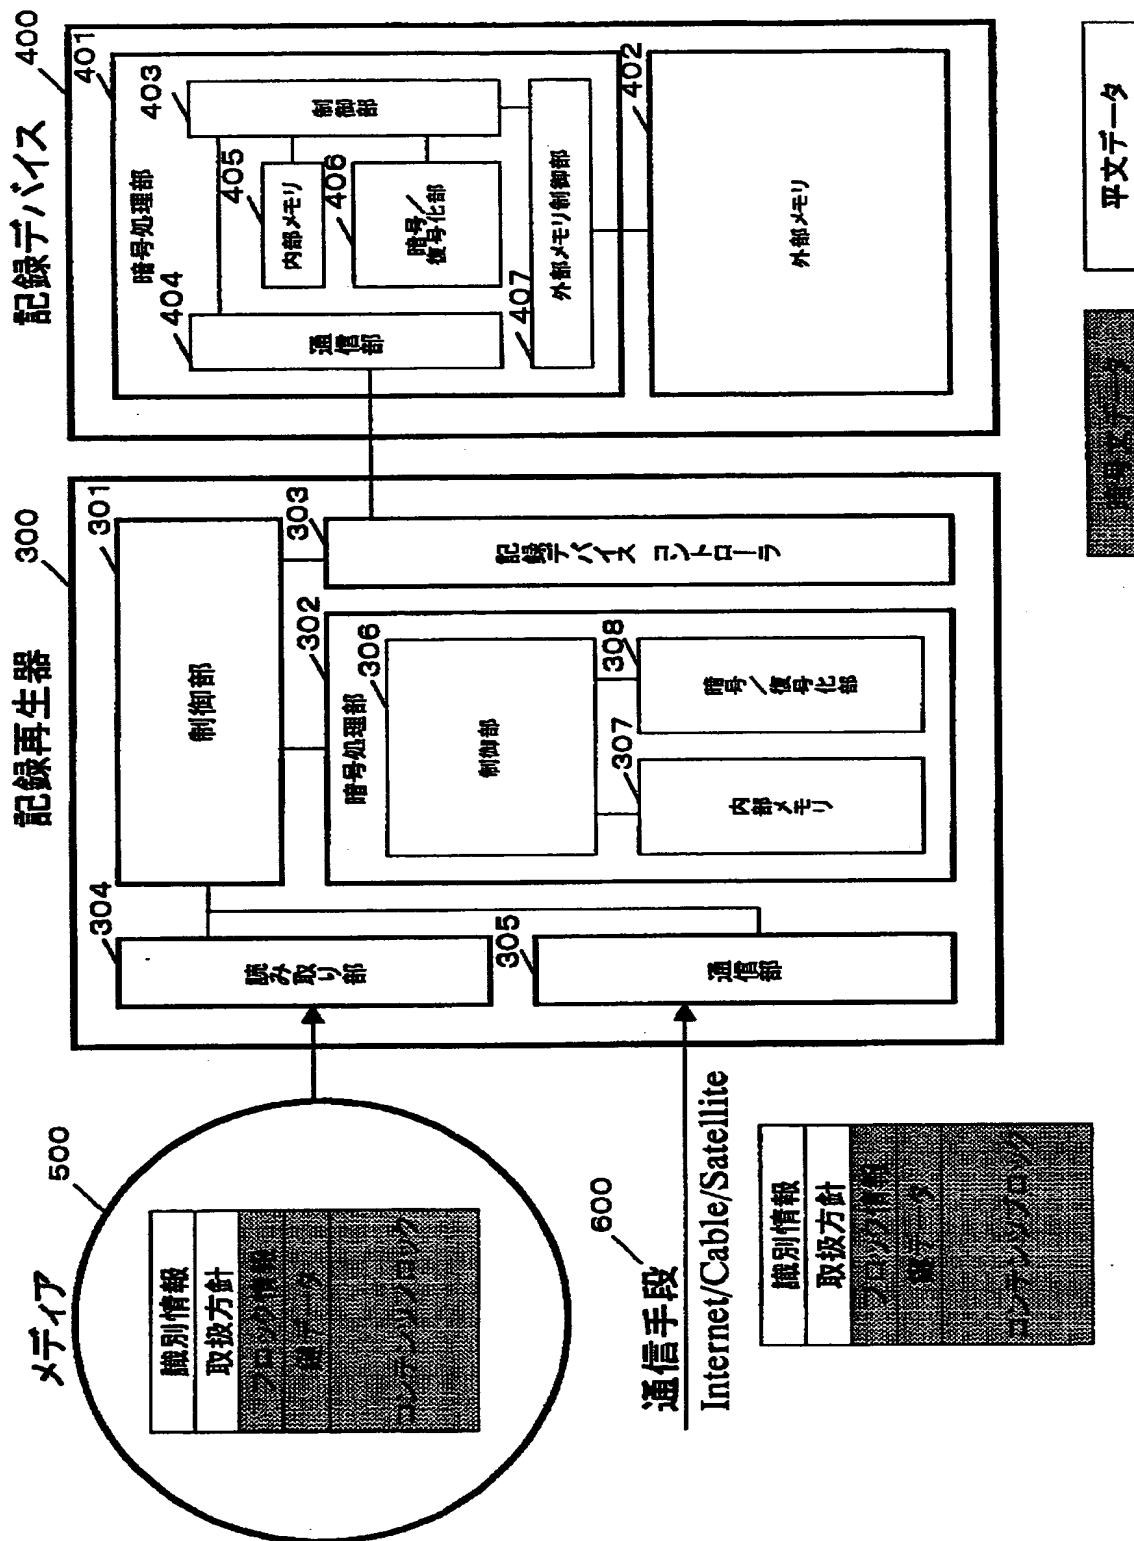 メディア
500
識別情報
取扱方針
ブロック情報
鍵データ
コンテンツブロック
通信手段
600
Internet/Cable/Satellite
識別情報
取扱方針
ブロック情報
鍵データ
コンテンツブロック
記録再生器
300
304
読み取り部
305
通信部
301
制御部
302
暗号処理部
306
制御部
307
内部メモリ
308
暗号/復号化部
303
記録デバイス コントローラ
記録デバイス
400
401
暗号処理部
404
通信部
403
制御部
405
内部メモリ
406
暗号/
復号化部
407
外部メモリ制御部
402
外部メモリ
暗号文データ
平文データ